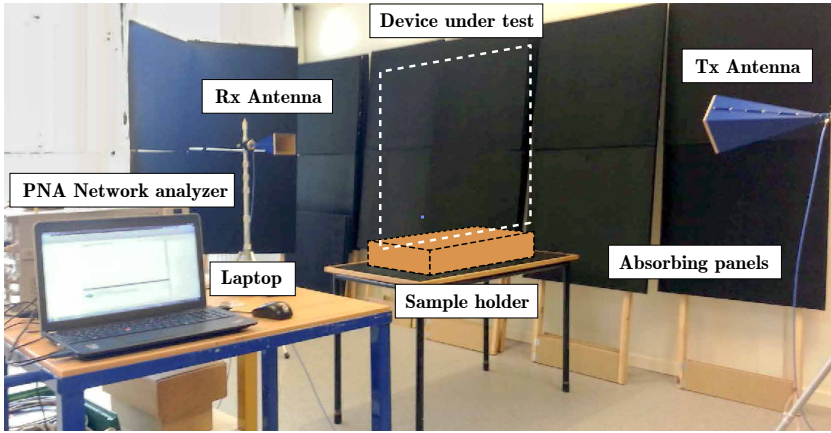 Device under test
Tx Antenna
Rx Antenna
PNA Network analyzer
Laptop
Absorbing panels
Sample holder